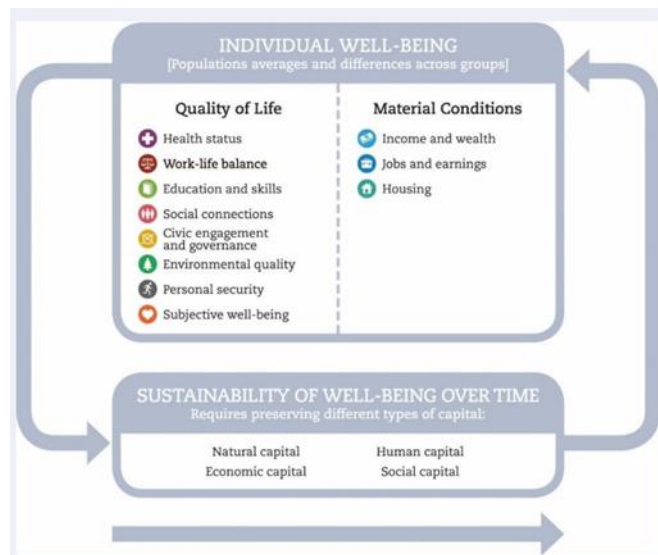 INDIVIDUAL WELL-BEING
[Populations averages and differences across groups]
Quality of Life
Health status
Work-life balance
Education and skills
Social connections
Civic engagement
and governance
Environmental quality
Personal security
Subjective well-being
Material Conditions
Income and wealth
Jobs and earnings
Housing
SUSTAINABILITY OF WELL-BEING OVER TIME
Requires preserving different types of capital:
Natural capital
Human capital
Economic capital
Social capital